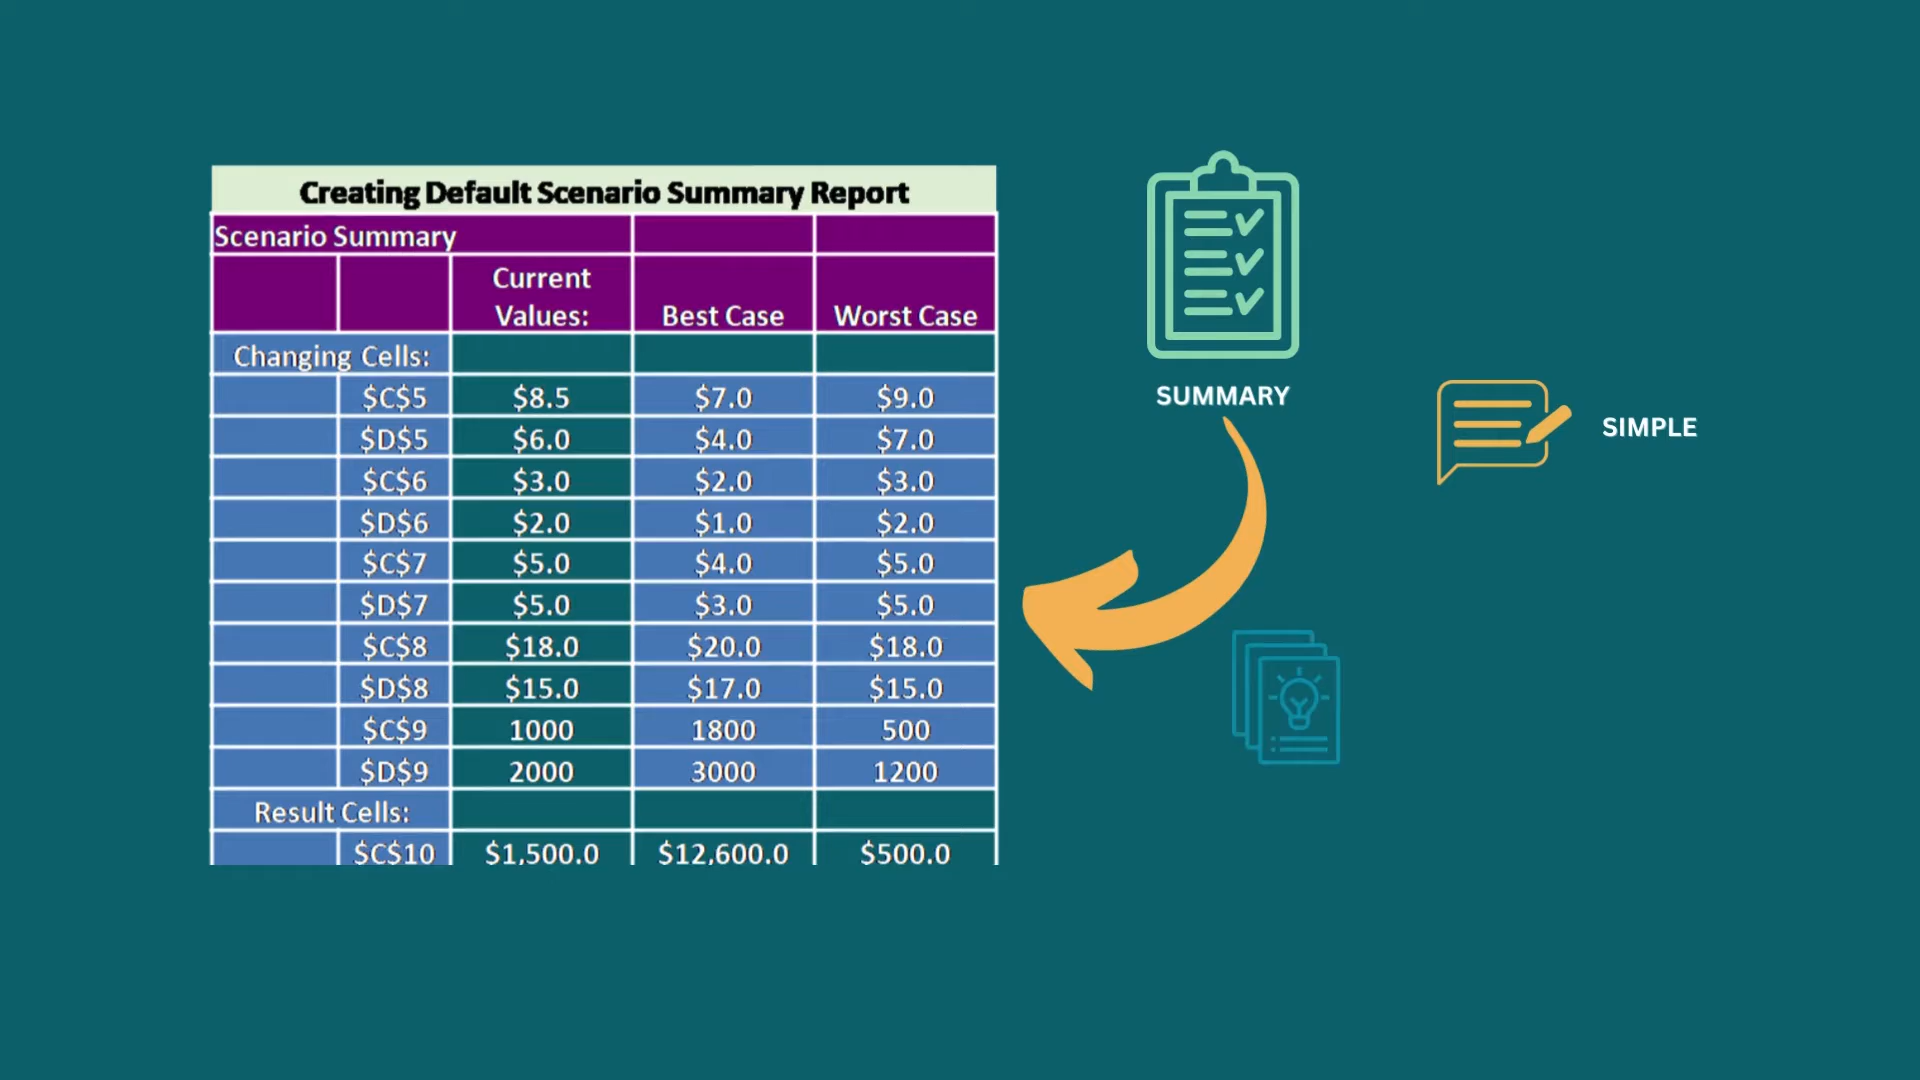 Creating Default Scenario Summary Report
Scenario Summary
Current Values: Best Case Worst Case
Changing Cells:
$C$5 $8.5 $7.0 $9.0
$D$5 $6.0 $4.0 $7.0
$C$6 $3.0 $2.0 $3.0
$D$6 $2.0 $1.0 $2.0
$C$7 $5.0 $4.0 $5.0
$D$7 $5.0 $3.0 $5.0
$C$8 $18.0 $20.0 $18.0
$D$8 $15.0 $17.0 $15.0
$C$9 1000 1800 500
$D$9 2000 3000 1200
Result Cells:
$C$10 $1,500.0 $12,600.0 $500.0
SUMMARY
SIMPLE